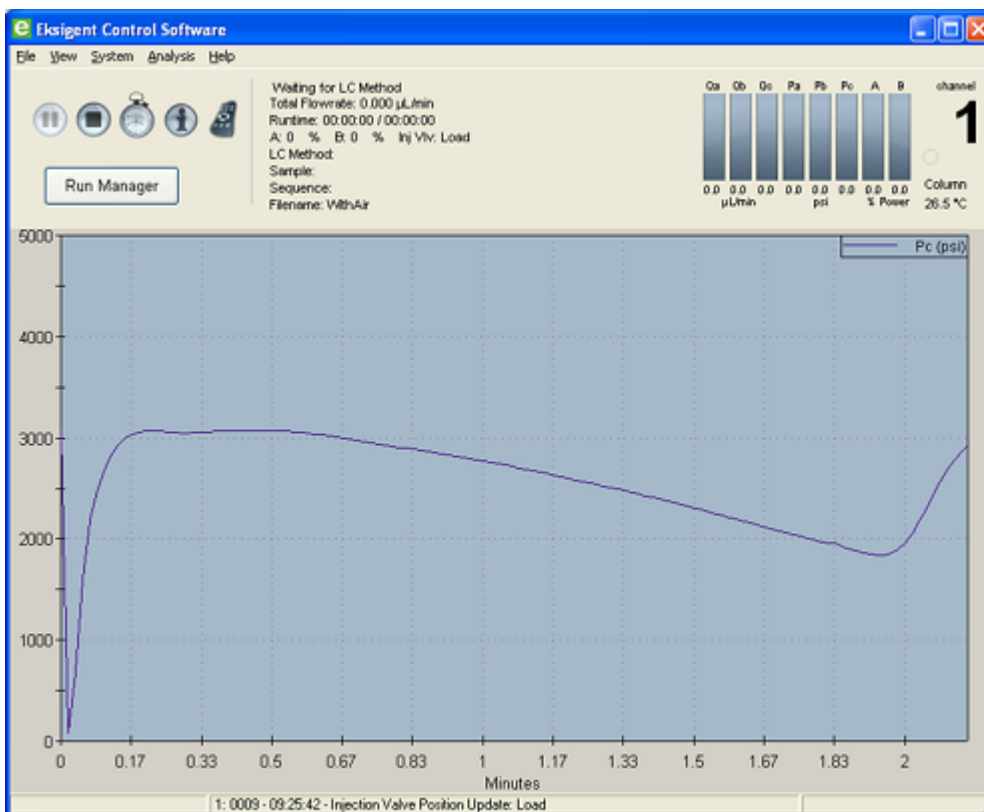 Eksigent Control Software
File View System Analysis Help
Waiting for LC Method
Total Flowrate: 0.000 µL/min
Runtime: 00:00:00 / 00:00:00
A: 0 % B: 0 % Inj Vlv: Load
LC Method:
Sample:
Sequence:
Filename: WithAir
Run Manager
Qa Qb Qc Pa Pb Pc A B
0.0 0.0 0.0 0.0 0.0 0.0 0.0 0.0
µL/min psi % Power
channel
1
Column
26.5 °C
Pc (psi)
5000
4000
3000
2000
1000
0
0 0.17 0.33 0.5 0.67 0.83 1 1.17 1.33 1.5 1.67 1.83 2
Minutes
1: 0009 - 09:25:42 - Injection Valve Position Update: Load